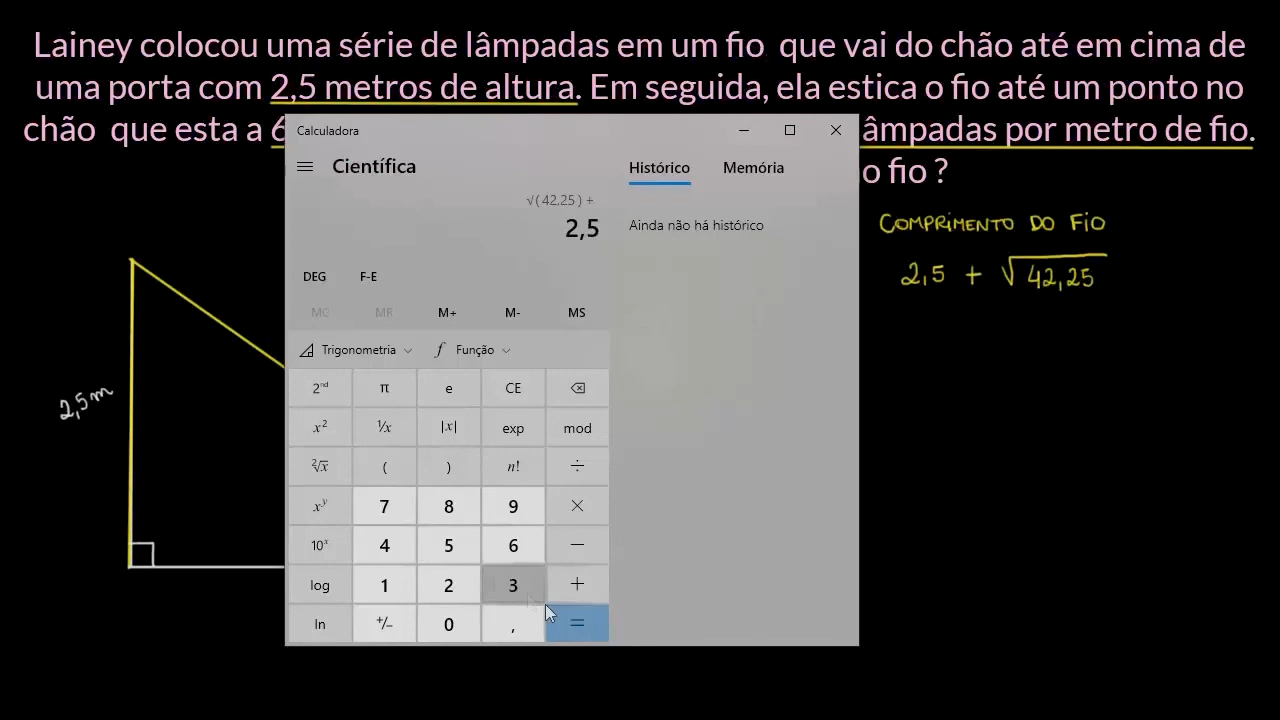 Lainey colocou uma série de lâmpadas em um fio que vai do chão até em cima de
uma porta com 2,5 metros de altura. Em seguida, ela estica o fio até um ponto no
chão que esta a 6
âmpadas por metro de fio.
o fio ?
Calculadora
Científica
√(42,25) +
2,5
Histórico Memória
Ainda não há histórico
DEG F-E
MC MR M+ M- MS
Trigonometria Função
2nd π e CE
x² ¹/x |x| exp mod
²√x ( ) n! ÷
xʸ 7 8 9 ×
10ˣ 4 5 6 −
log 1 2 3 +
ln +/− 0 , =
COMPRIMENTO DO FIO
2,5 + √42,25
2,5m